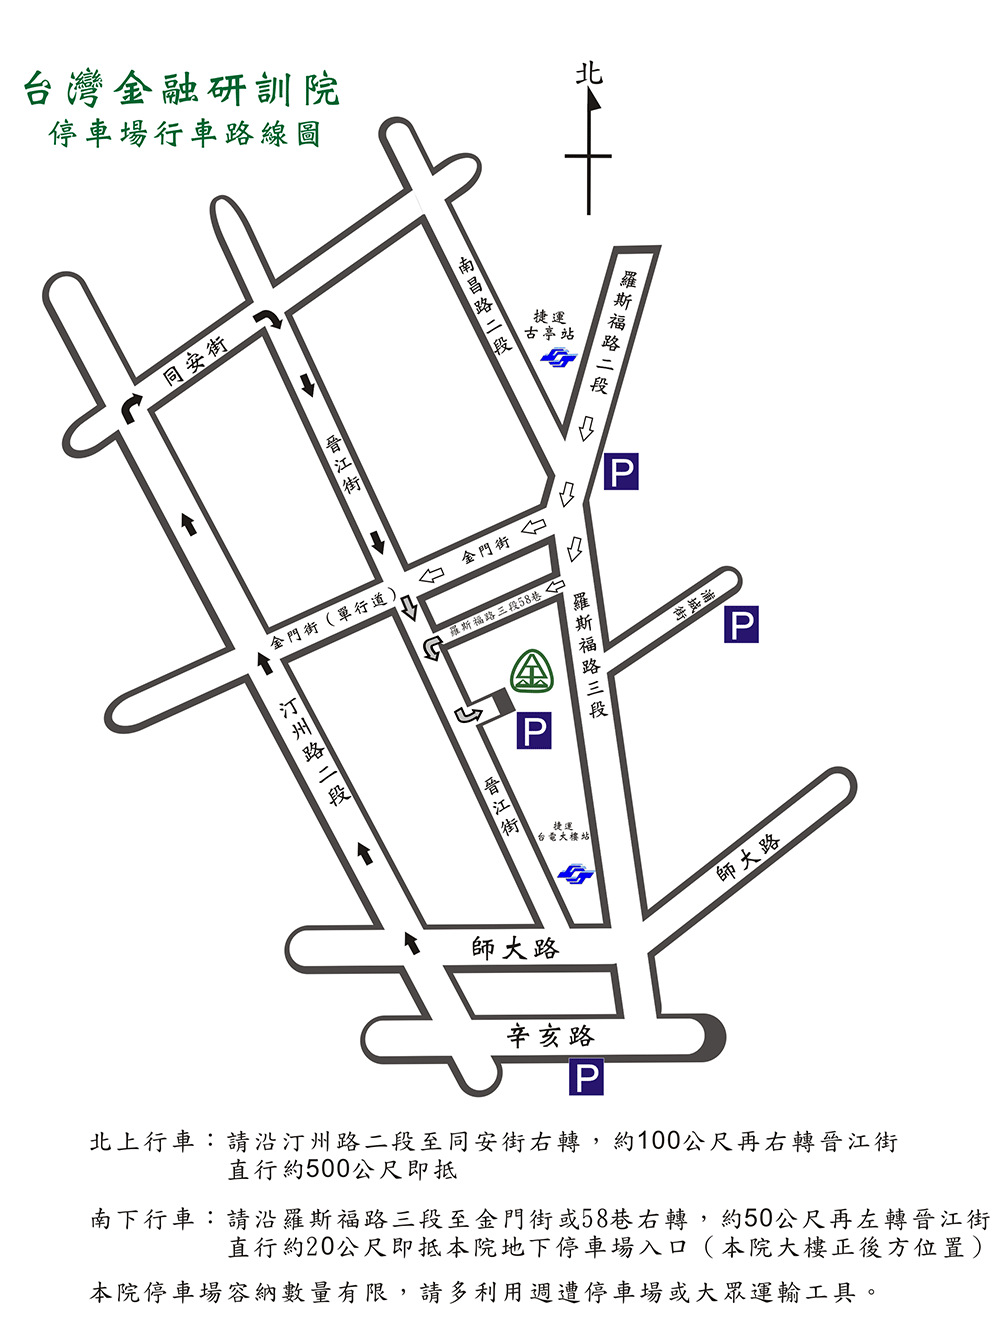 台灣金融研訓院
停車場行車路線圖
北
南昌路二段
羅斯福路二段
捷運
古亭站
同安街
晉江街
P
金門街
金門街（單行道）
羅斯福路三段58巷
羅斯福路三段
浦城街
P
汀州路二段
P
晉江街
捷運
台電大樓站
師大路
師大路
辛亥路
P
北上行車：請沿汀州路二段至同安街右轉，約100公尺再右轉晉江街
直行約500公尺即抵
南下行車：請沿羅斯福路三段至金門街或58巷右轉，約50公尺再左轉晉江街
直行約20公尺即抵本院地下停車場入口（本院大樓正後方位置）
本院停車場容納數量有限，請多利用週遭停車場或大眾運輸工具。